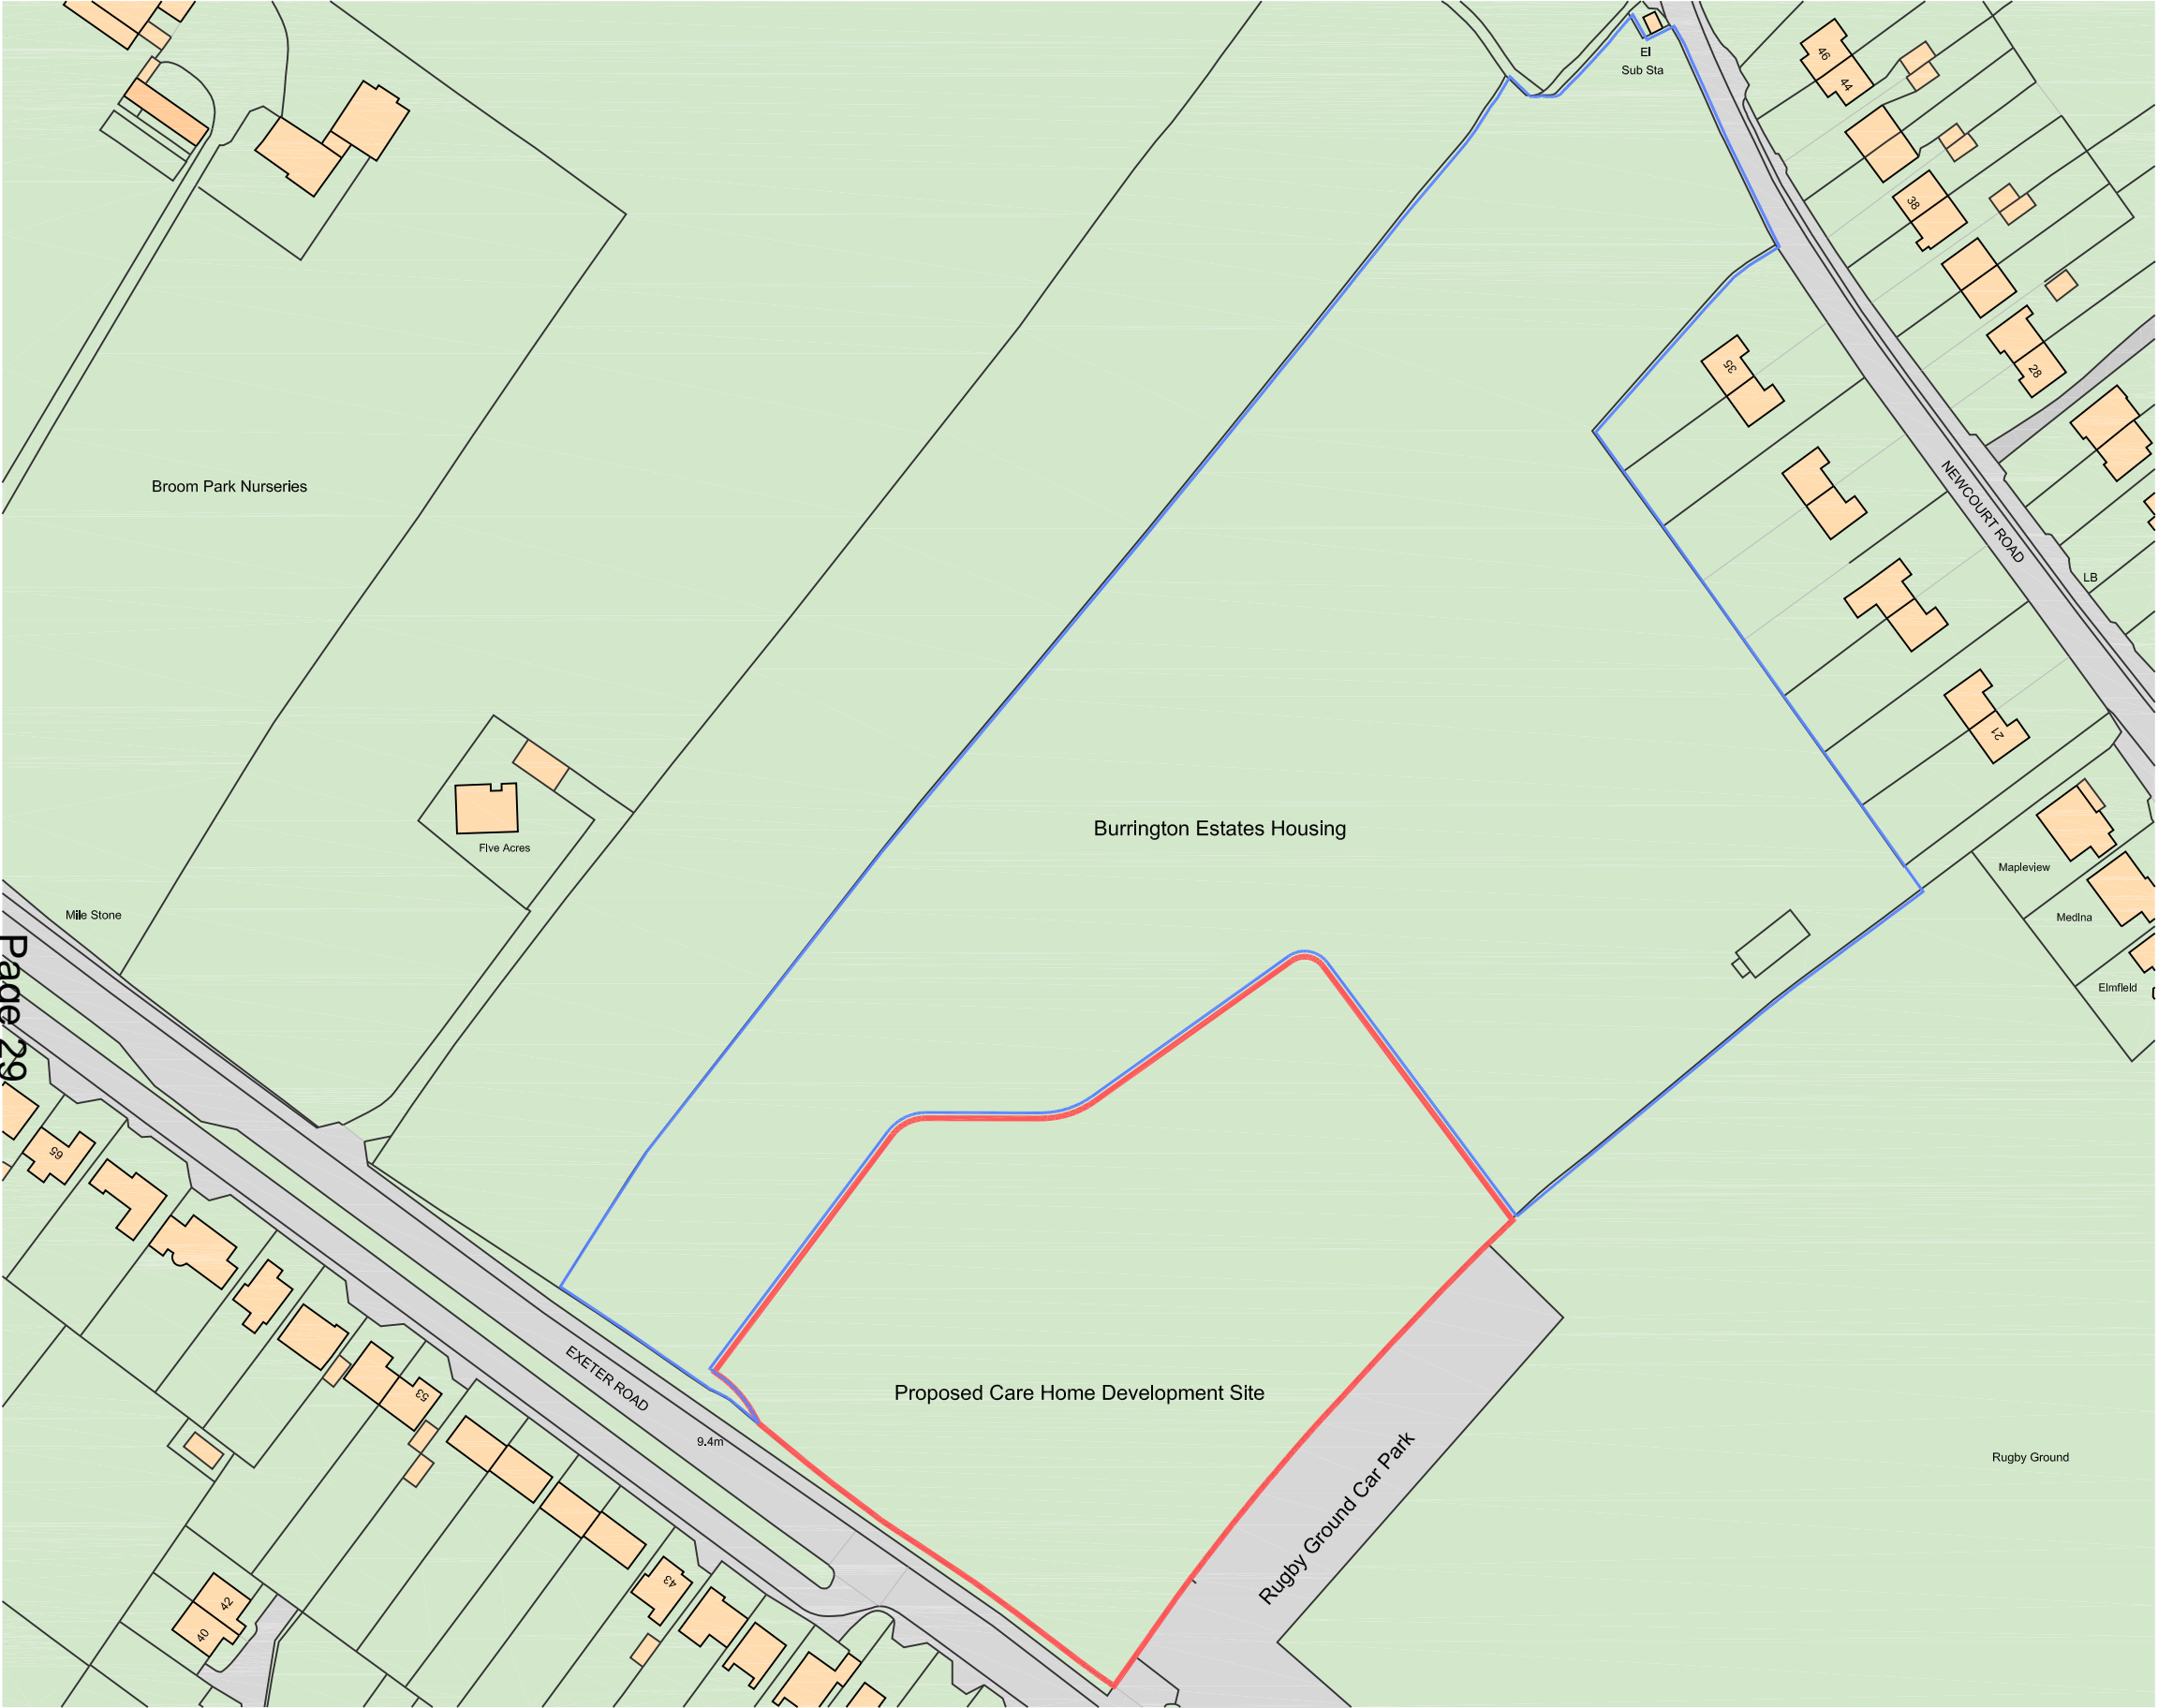 El
Sub Sta
46
44
38
35
28
Broom Park Nurseries
NEWCOURT ROAD
LB
21
Burrington Estates Housing
Five Acres
Mapleview
Medina
Mile Stone
Elmfield
Page 29
65
EXETER ROAD
53
Proposed Care Home Development Site
9.4m
Rugby Ground Car Park
Rugby Ground
43
42
40